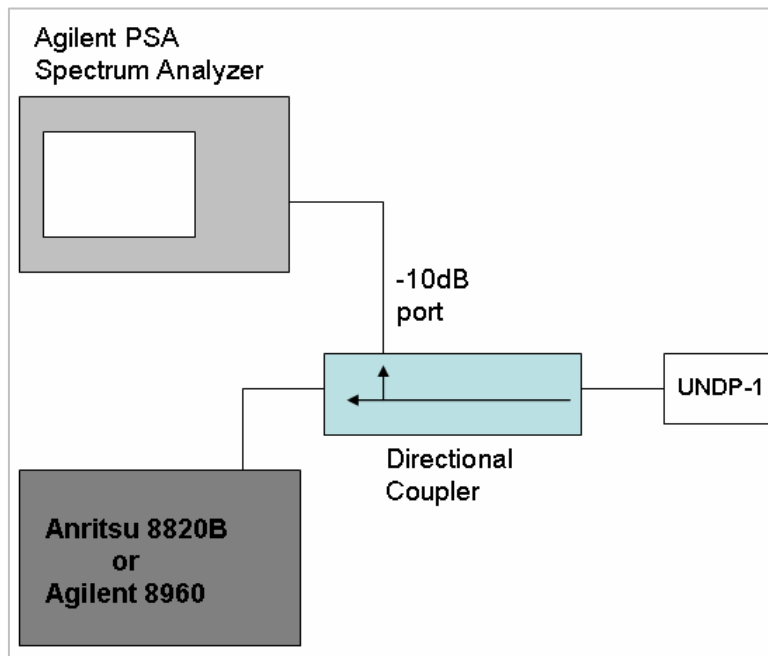 Agilent PSA
Spectrum Analyzer
-10dB
port
UNDP-1
Directional
Coupler
Anritsu 8820B
or
Agilent 8960